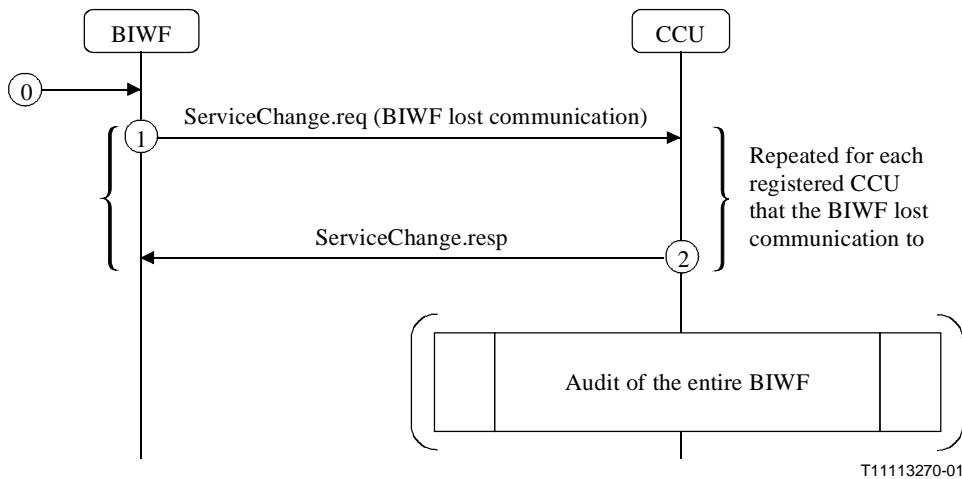 BIWF
CCU
0
ServiceChange.req (BIWF lost communication)
1
Repeated for each
registered CCU
that the BIWF lost
communication to
ServiceChange.resp
2
Audit of the entire BIWF
T11113270-01